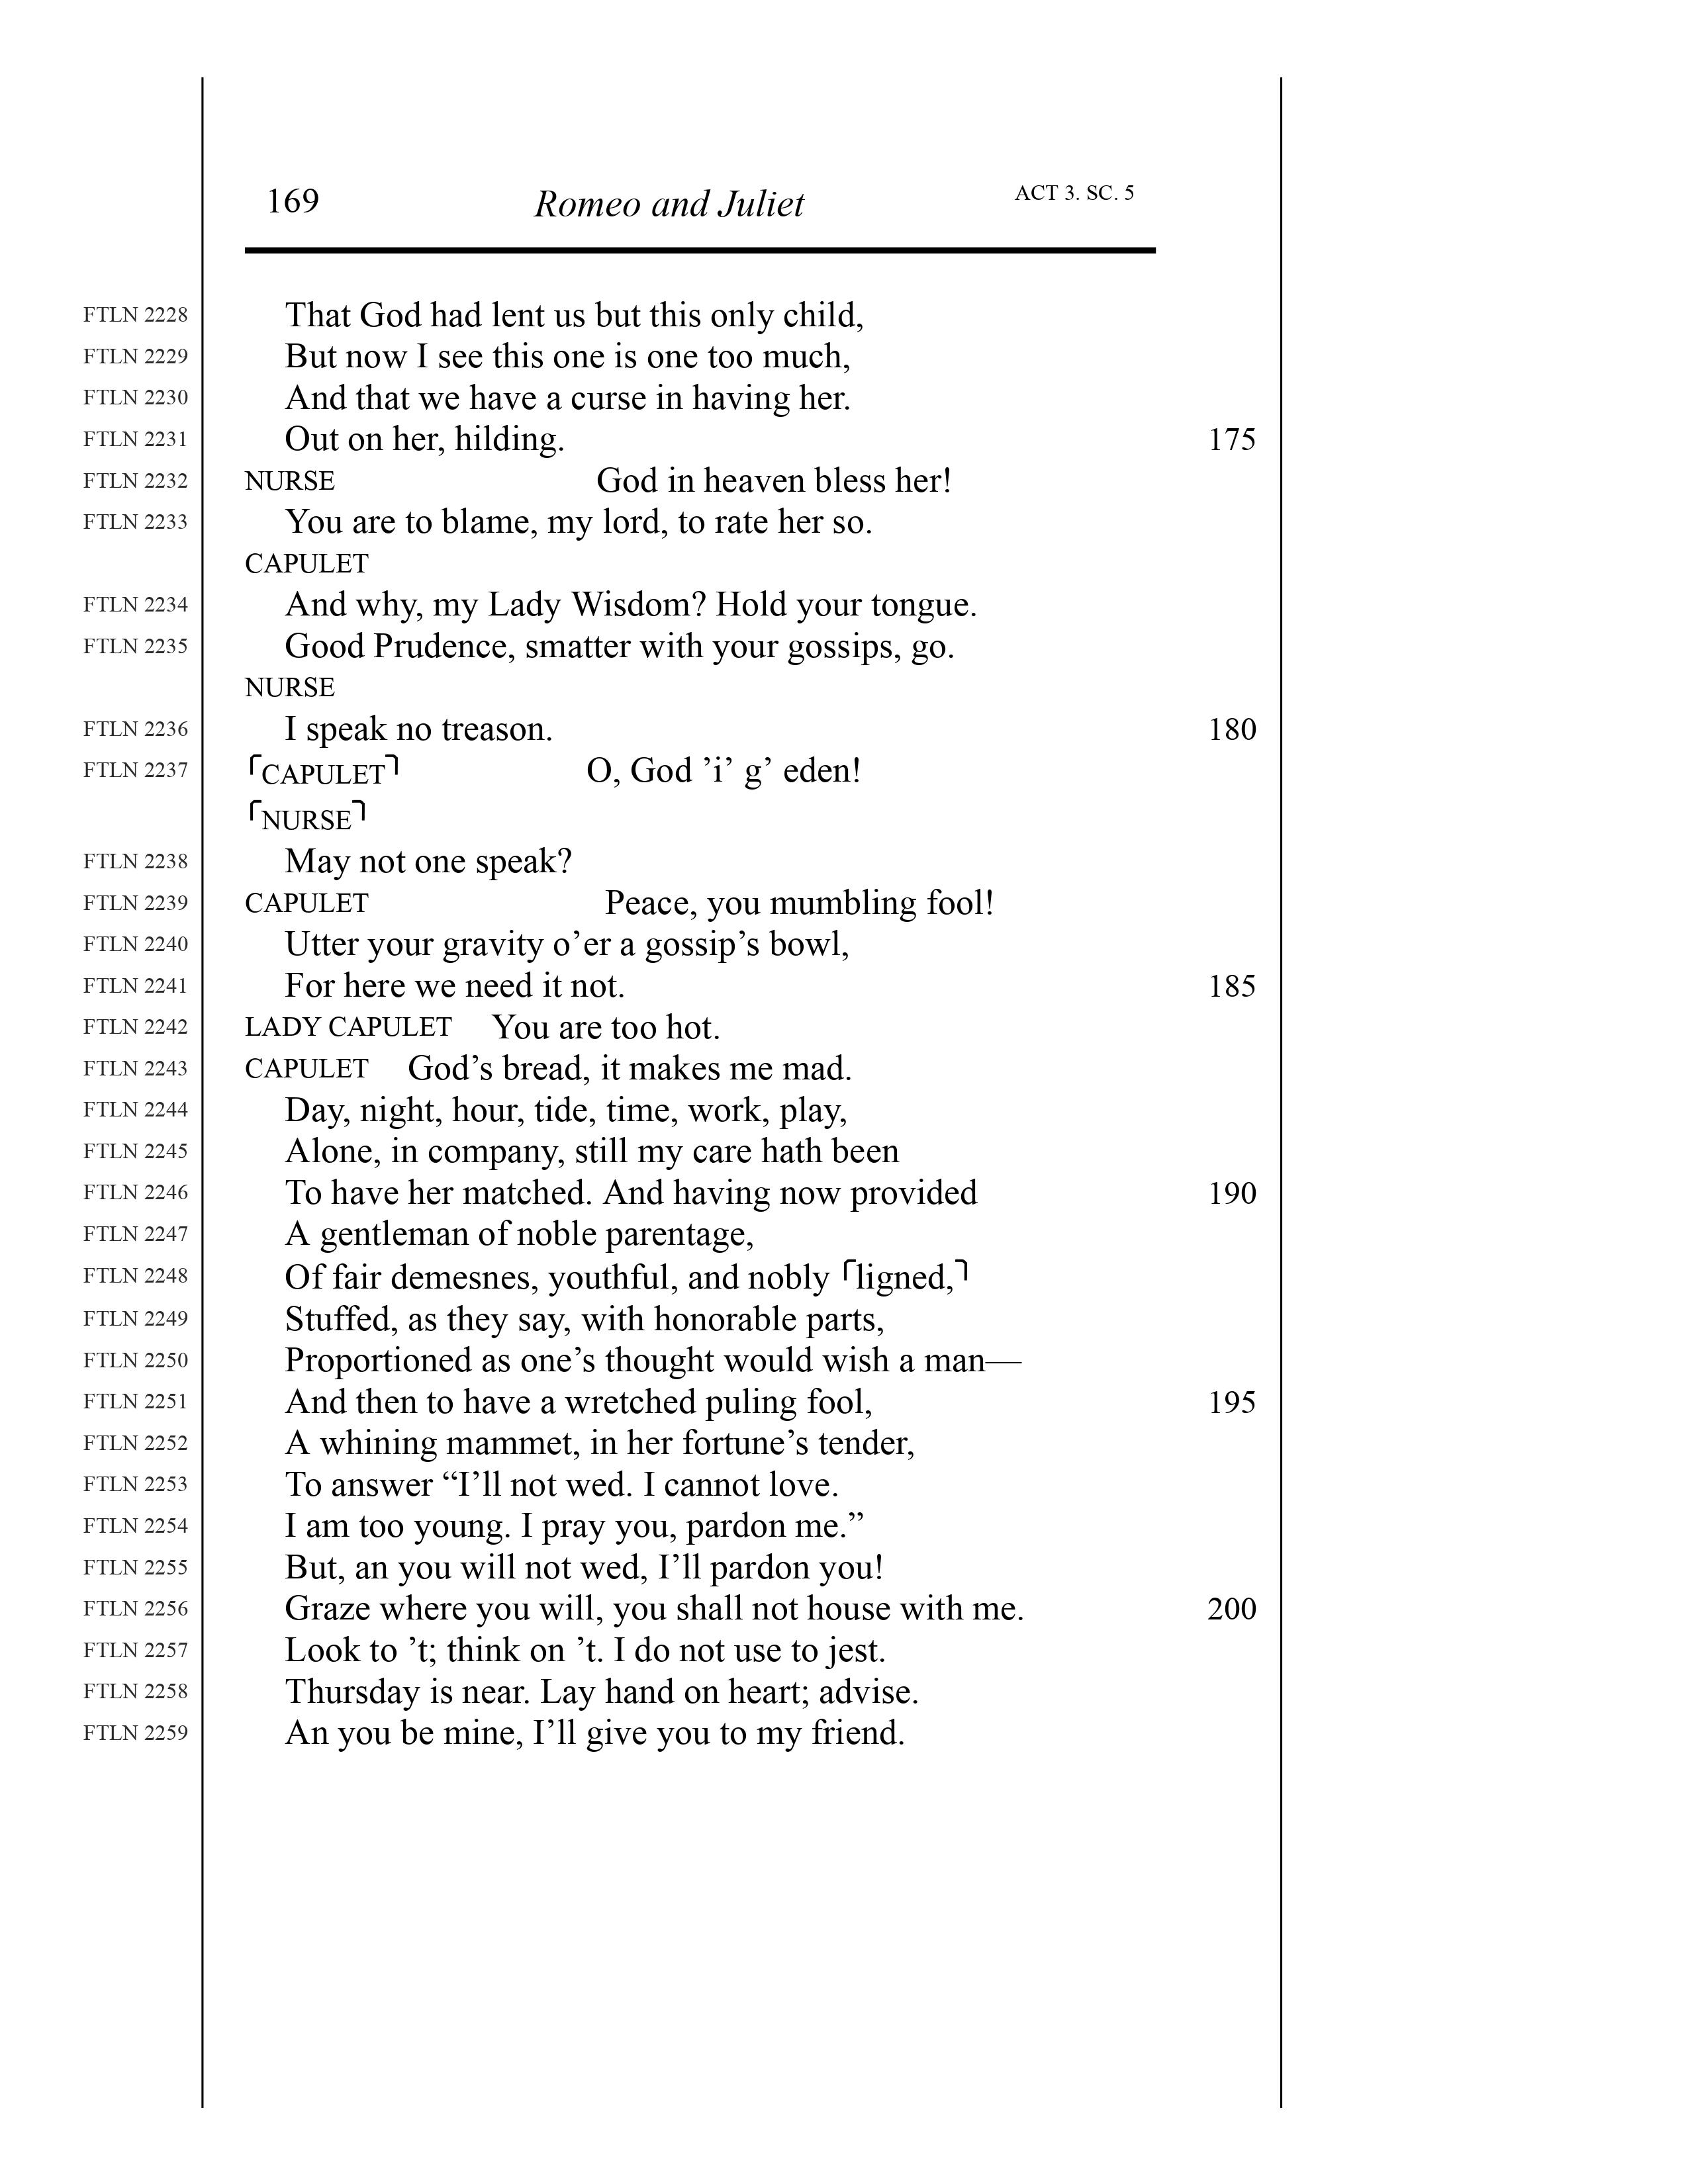 169 Romeo and Juliet ACT 3. SC. 5
FTLN 2228 That God had lent us but this only child,
FTLN 2229 But now I see this one is one too much,
FTLN 2230 And that we have a curse in having her.
FTLN 2231 Out on her, hilding. 175
FTLN 2232 NURSE God in heaven bless her!
FTLN 2233 You are to blame, my lord, to rate her so.
CAPULET
FTLN 2234 And why, my Lady Wisdom? Hold your tongue.
FTLN 2235 Good Prudence, smatter with your gossips, go.
NURSE
FTLN 2236 I speak no treason. 180
FTLN 2237 ⌜CAPULET⌝ O, God ’i’ g’ eden!
⌜NURSE⌝
FTLN 2238 May not one speak?
FTLN 2239 CAPULET Peace, you mumbling fool!
FTLN 2240 Utter your gravity o’er a gossip’s bowl,
FTLN 2241 For here we need it not. 185
FTLN 2242 LADY CAPULET You are too hot.
FTLN 2243 CAPULET God’s bread, it makes me mad.
FTLN 2244 Day, night, hour, tide, time, work, play,
FTLN 2245 Alone, in company, still my care hath been
FTLN 2246 To have her matched. And having now provided 190
FTLN 2247 A gentleman of noble parentage,
FTLN 2248 Of fair demesnes, youthful, and nobly ⌜ligned,⌝
FTLN 2249 Stuffed, as they say, with honorable parts,
FTLN 2250 Proportioned as one’s thought would wish a man—
FTLN 2251 And then to have a wretched puling fool, 195
FTLN 2252 A whining mammet, in her fortune’s tender,
FTLN 2253 To answer “I’ll not wed. I cannot love.
FTLN 2254 I am too young. I pray you, pardon me.”
FTLN 2255 But, an you will not wed, I’ll pardon you!
FTLN 2256 Graze where you will, you shall not house with me. 200
FTLN 2257 Look to ’t; think on ’t. I do not use to jest.
FTLN 2258 Thursday is near. Lay hand on heart; advise.
FTLN 2259 An you be mine, I’ll give you to my friend.